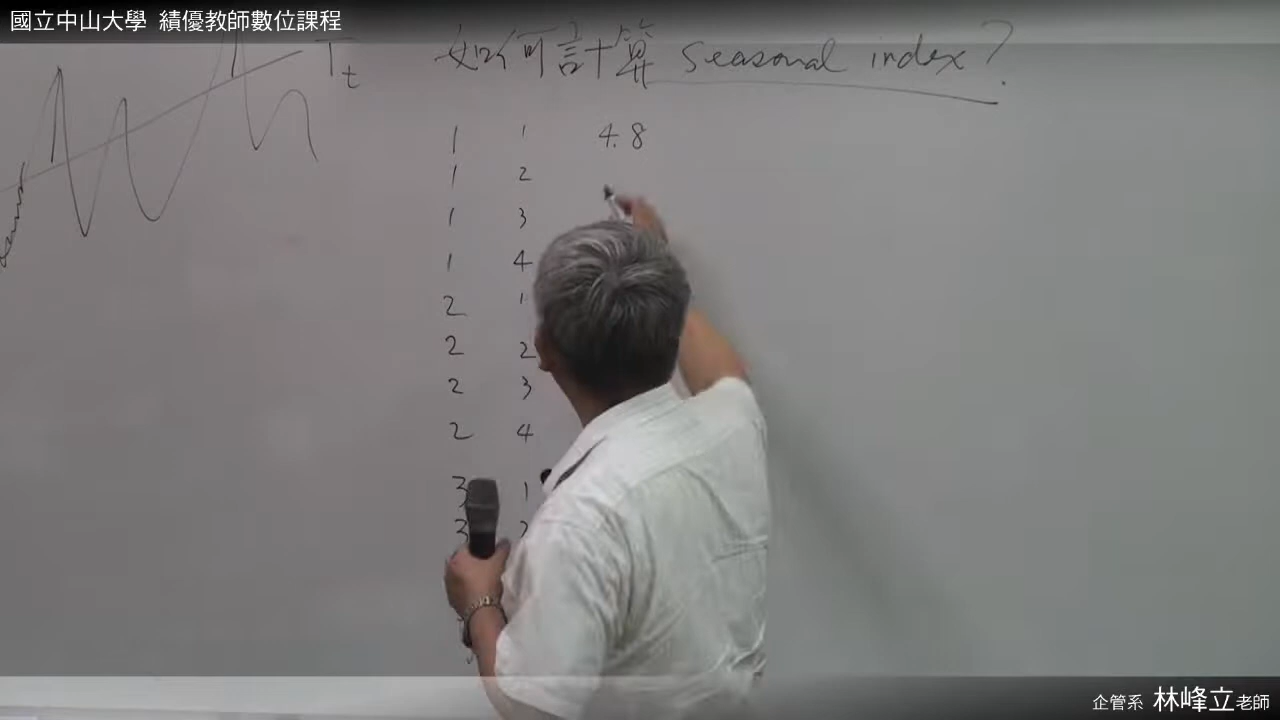 國立中山大學 績優教師數位課程
Tt
如何計算 seasonal index?
1 1 4.8
1 2
1 3
1 4
2 1
2 2
2 3
2 4
3 1
3 2
企管系 林峰立老師